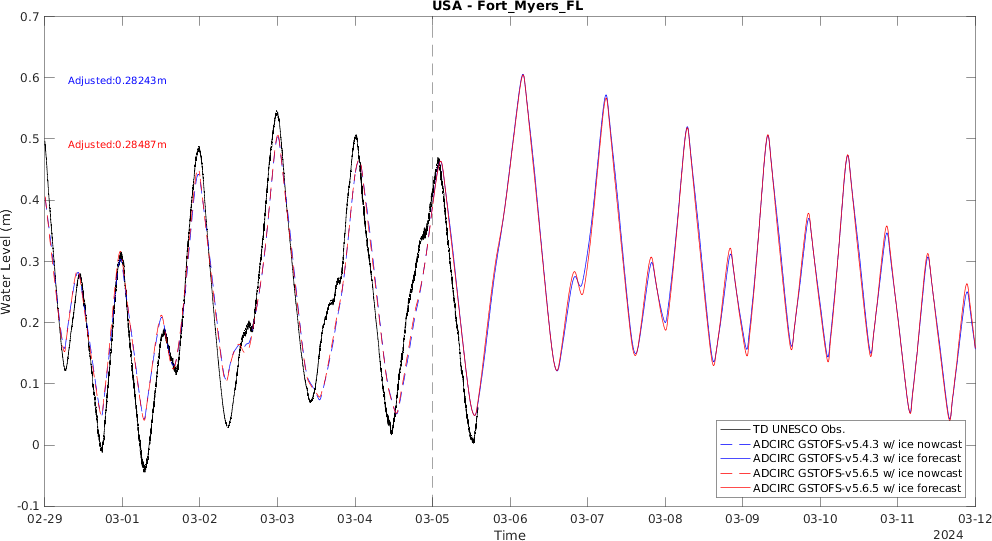 USA - Fort_Myers_FL
0.7
0.6
0.5
0.4
0.3
0.2
0.1
0
-0.1
Water Level (m)
Adjusted:0.28243m
Adjusted:0.28487m
TD UNESCO Obs.
ADCIRC GSTOFS-v5.4.3 w/ ice nowcast
ADCIRC GSTOFS-v5.4.3 w/ ice forecast
ADCIRC GSTOFS-v5.6.5 w/ ice nowcast
ADCIRC GSTOFS-v5.6.5 w/ ice forecast
02-29 03-01 03-02 03-03 03-04 03-05 03-06 03-07 03-08 03-09 03-10 03-11 03-12
Time
2024